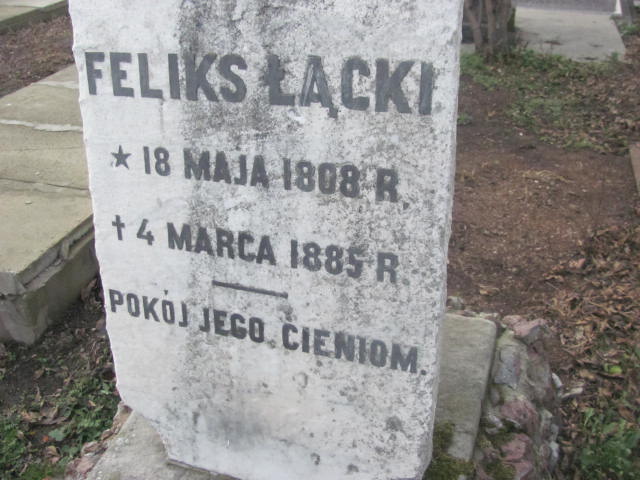 FELIKS ŁĄCKI
★ 18 MAJA 1808 R.
† 4 MARCA 1885 R.
POKÓJ JEGO CIENIOM.